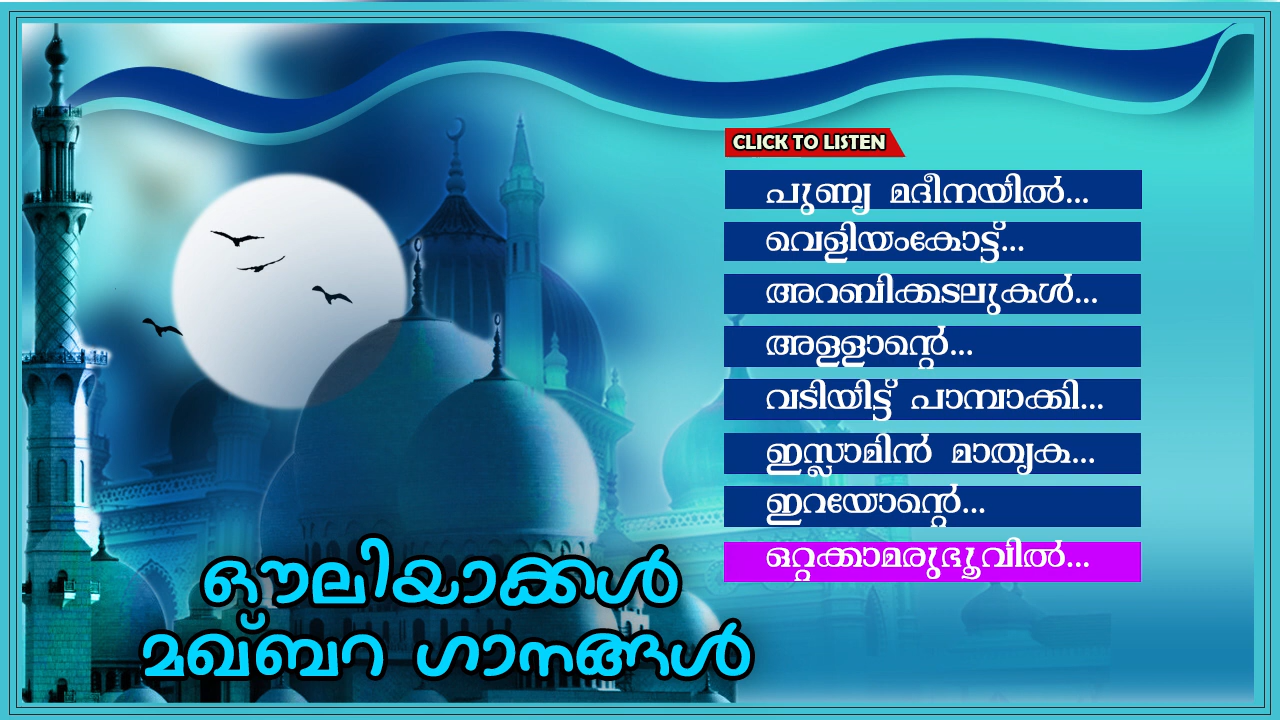 CLICK TO LISTEN
പുണ്യ മദീനയിൽ...
വെളിയംകോട്ട്...
അറബിക്കടലുകൾ...
അള്ളാന്റെ...
വടിയിട്ട് പാമ്പാക്കി...
ഇസ്ലാമിൻ മാതൃക...
ഇറയോന്റെ...
ഒറ്റക്കാമരുഭൂവിൽ...
ഔലിയാക്കൾ
മഖ്ബറ ഗാനങ്ങൾ